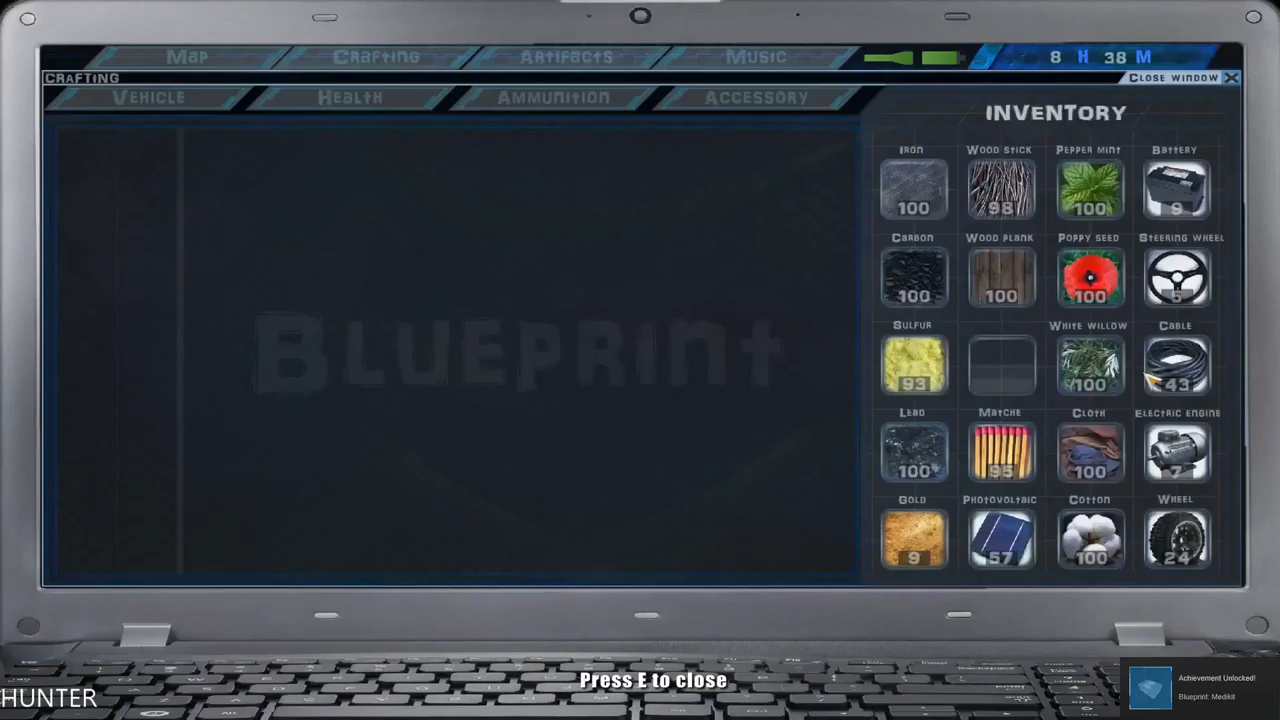 Map Crafting Artifacts Music 8 H 38 M
Crafting Close Window
Vehicle Health Ammunition Accessory
Inventory
Iron Wood Stick Pepper Mint Battery
100 98 100 9
Carbon Wood Plank Poppy Seed Steering Wheel
100 100 100 5
Sulfur White Willow Cable
93 100 43
Blueprint
Lead Matche Cloth Electric Engine
100 95 100 7
Gold Photovoltaic Cotton Wheel
9 57 100 24
Press E to close
HUNTER
Achievement Unlocked!
Blueprint: Medikit